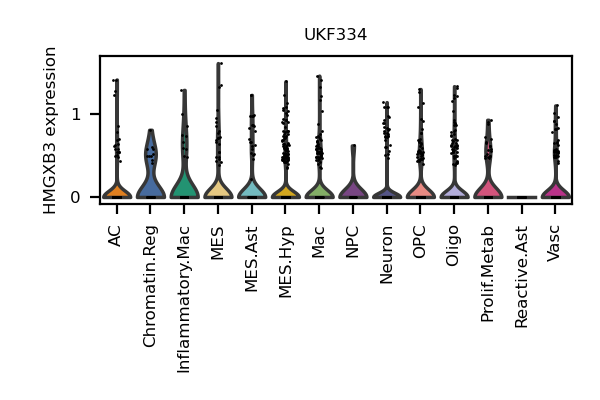 UKF334
HMGXB3 expression
1
0
AC
Chromatin.Reg
Inflammatory.Mac
MES
MES.Ast
MES.Hyp
Mac
NPC
Neuron
OPC
Oligo
Prolif.Metab
Reactive.Ast
Vasc